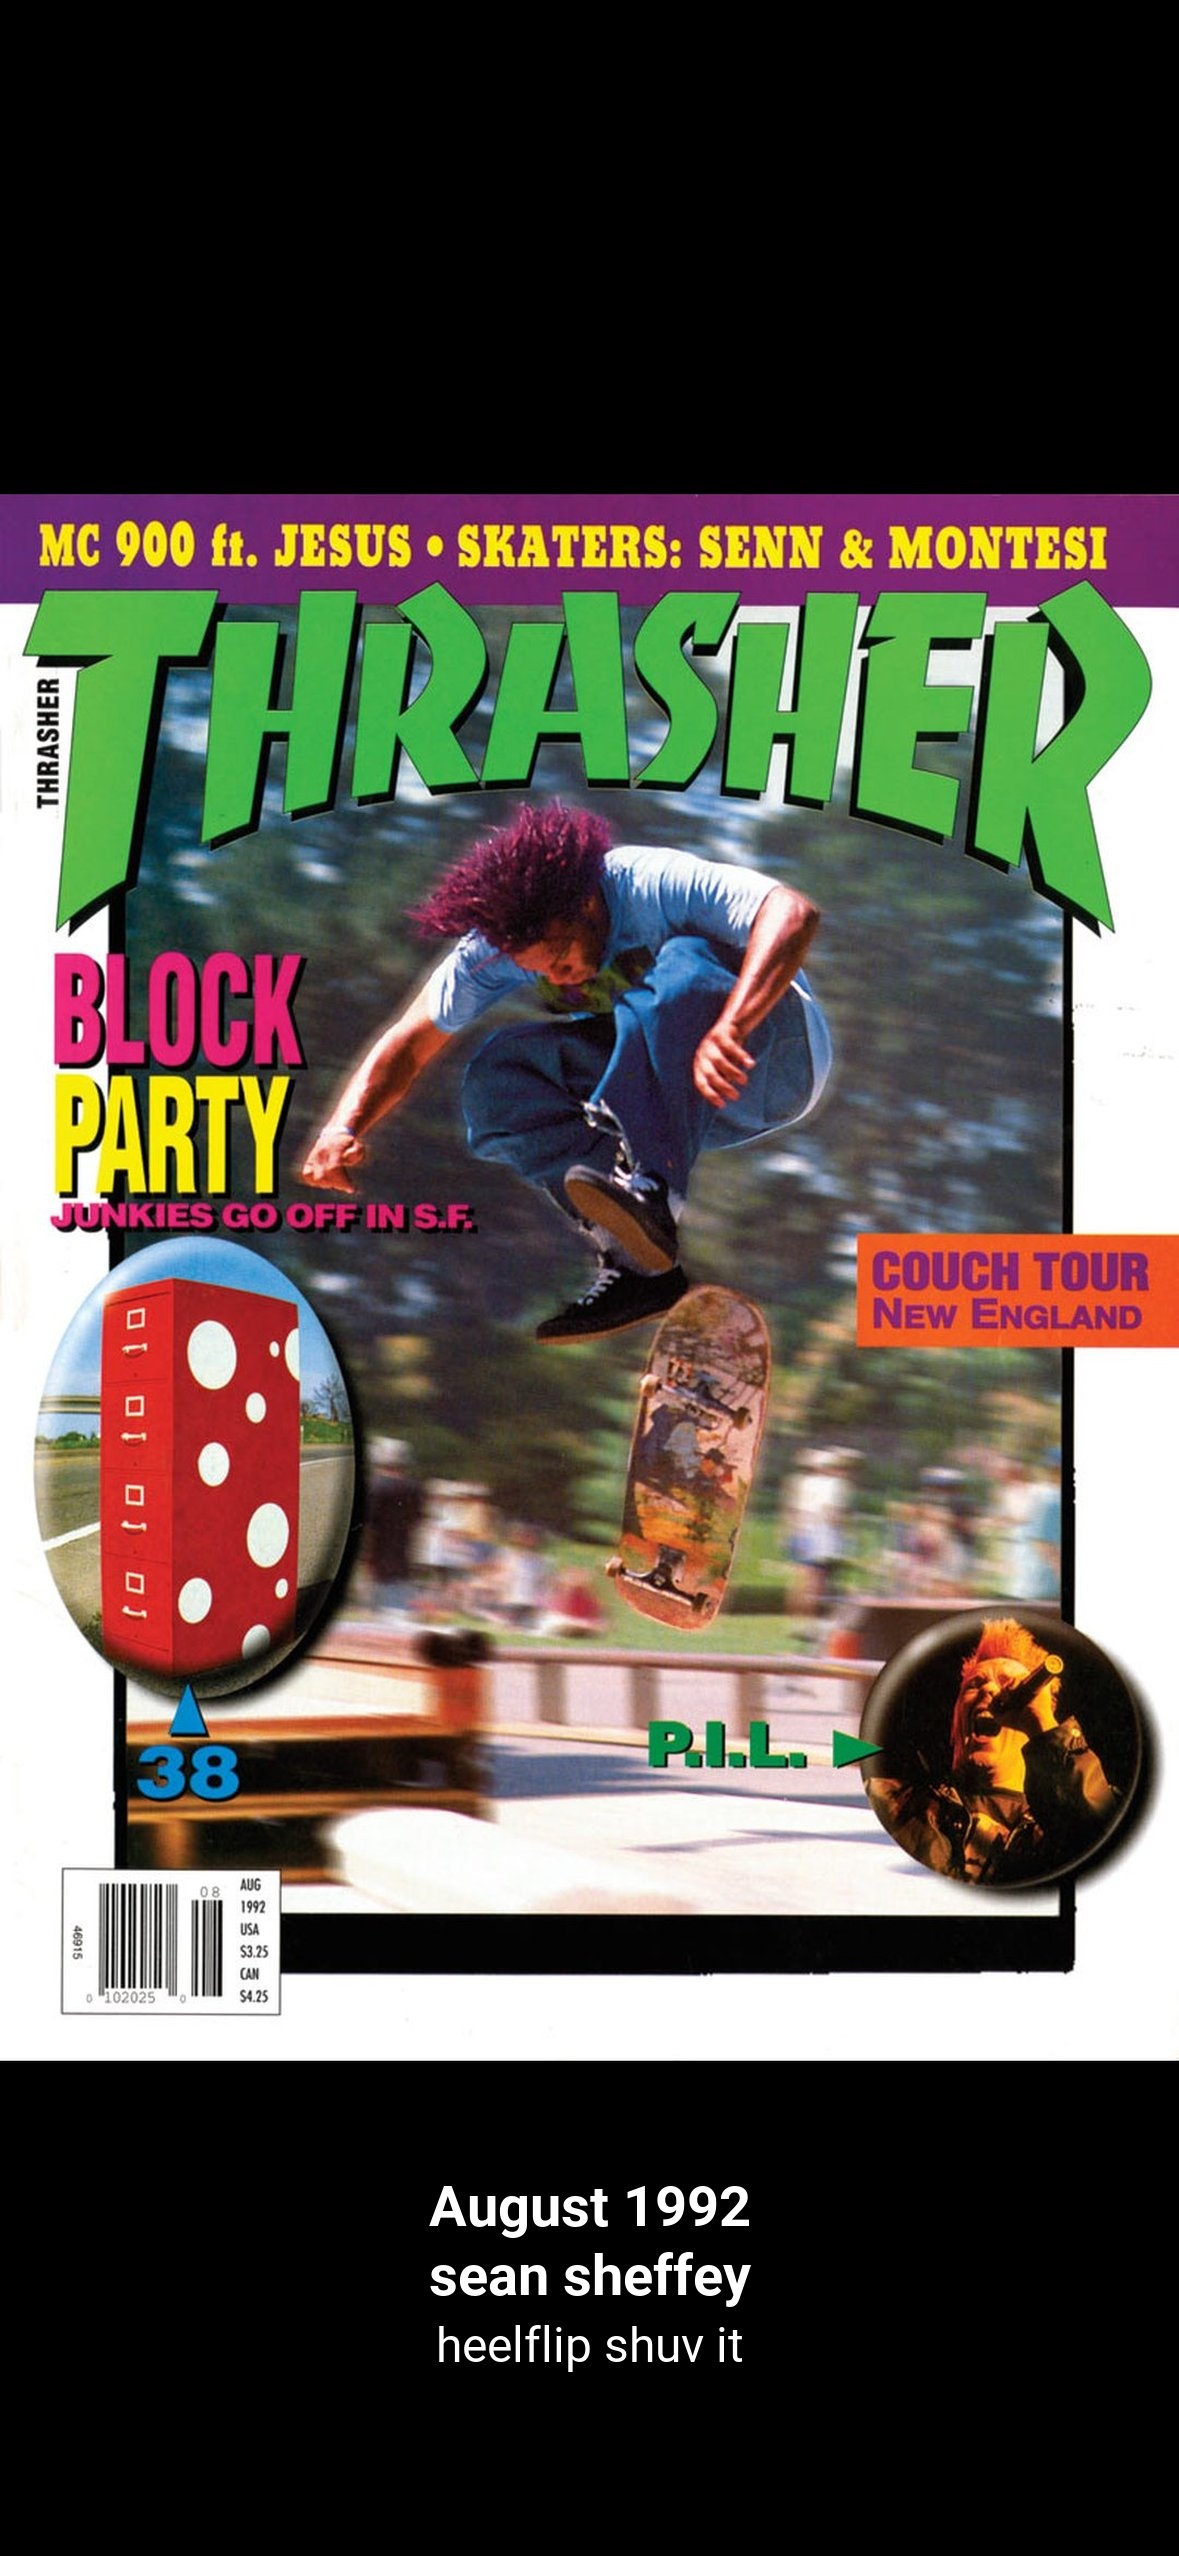 MC 900 ft. JESUS • SKATERS: SENN & MONTESI
THRASHER
THRASHER
BLOCK
PARTY
JUNKIES GO OFF IN S.F.
COUCH TOUR
NEW ENGLAND
38
P.I.L.
08
AUG
1992
USA
$3.25
CAN
$4.25
46915
0 102025 0
August 1992
sean sheffey
heelflip shuv it